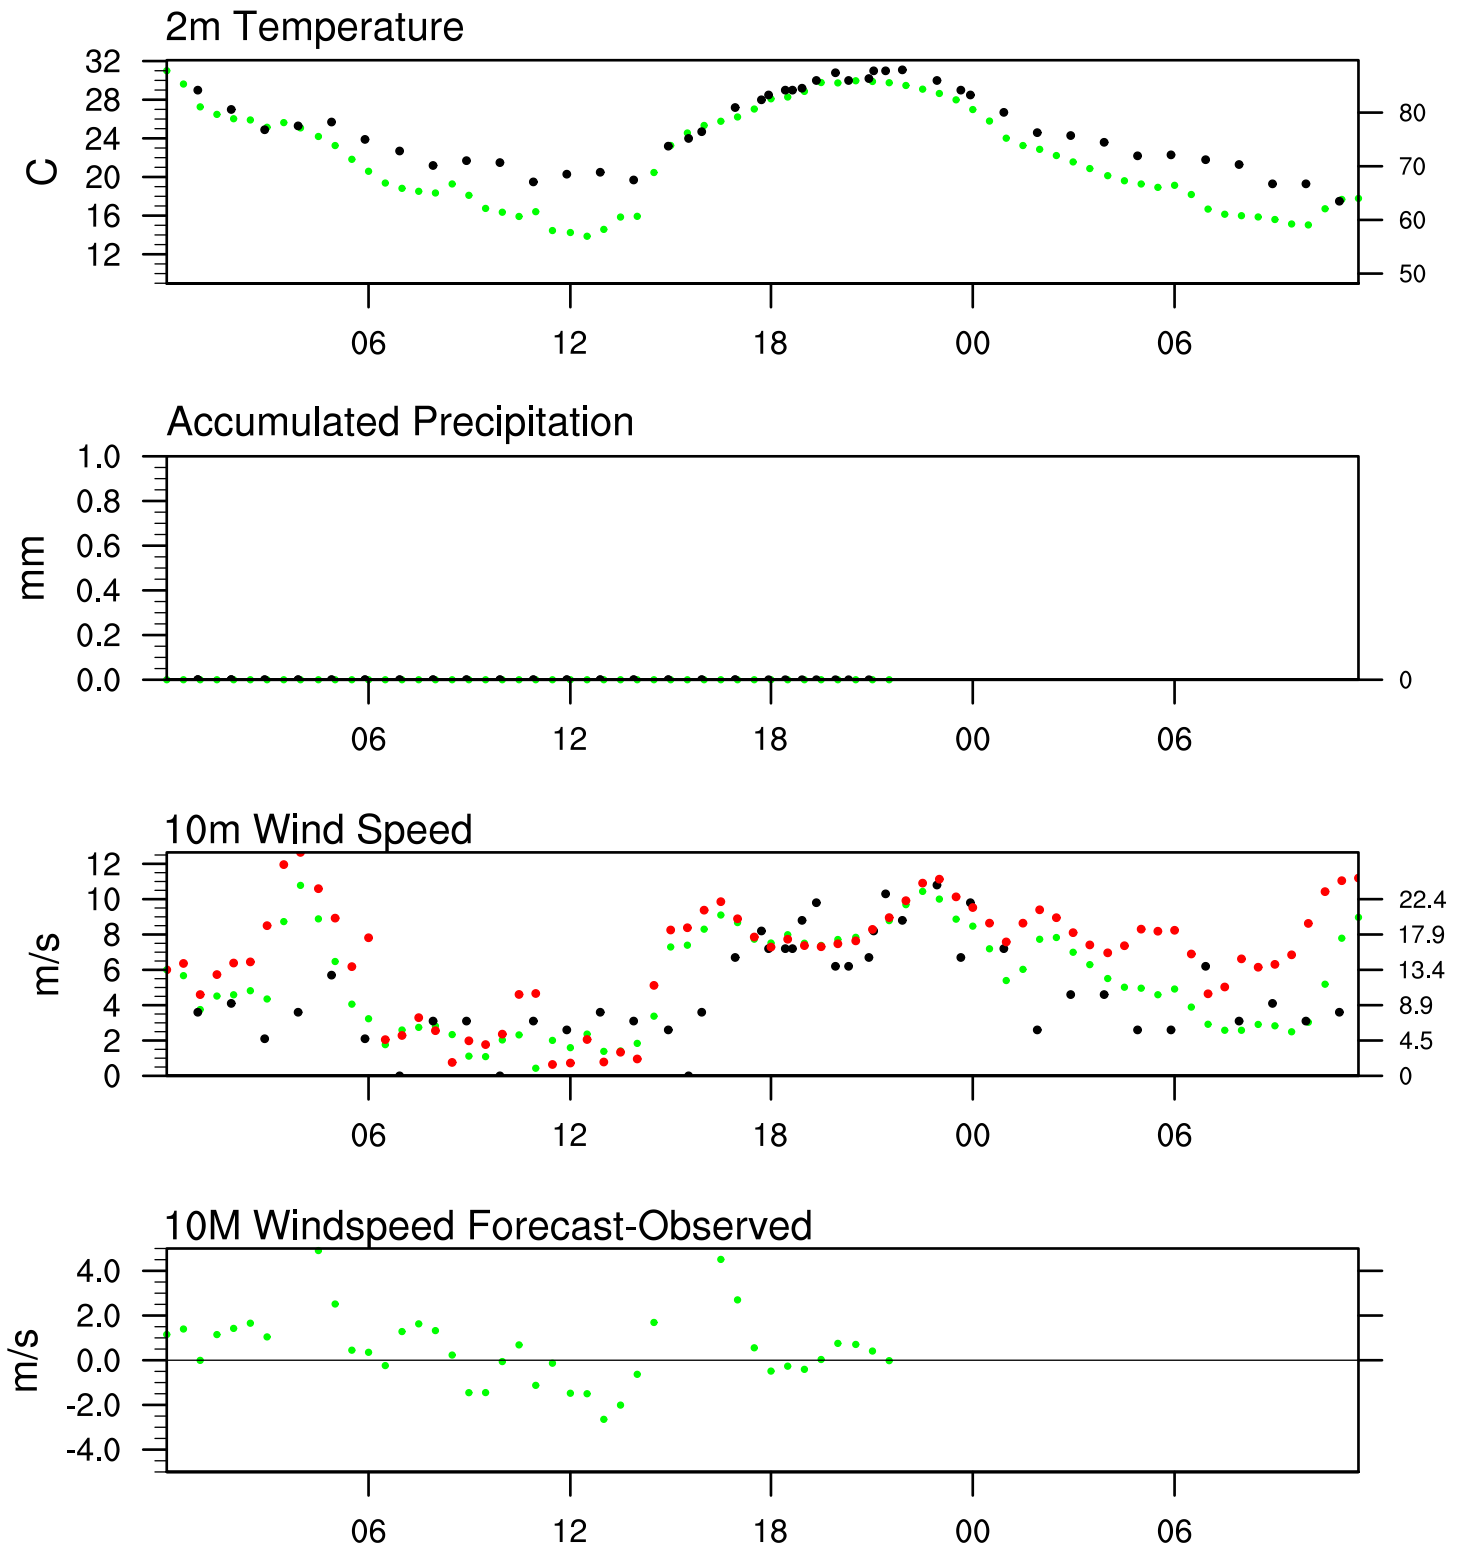 2m Temperature
32
28
24
20
16
12
C
80
70
60
50
06 12 18 00 06
Accumulated Precipitation
1.0
0.8
0.6
0.4
0.2
0.0
mm
0
06 12 18 00 06
10m Wind Speed
12
10
8
6
4
2
0
m/s
22.4
17.9
13.4
8.9
4.5
0
06 12 18 00 06
10M Windspeed Forecast-Observed
4.0
2.0
0.0
-2.0
-4.0
m/s
06 12 18 00 06